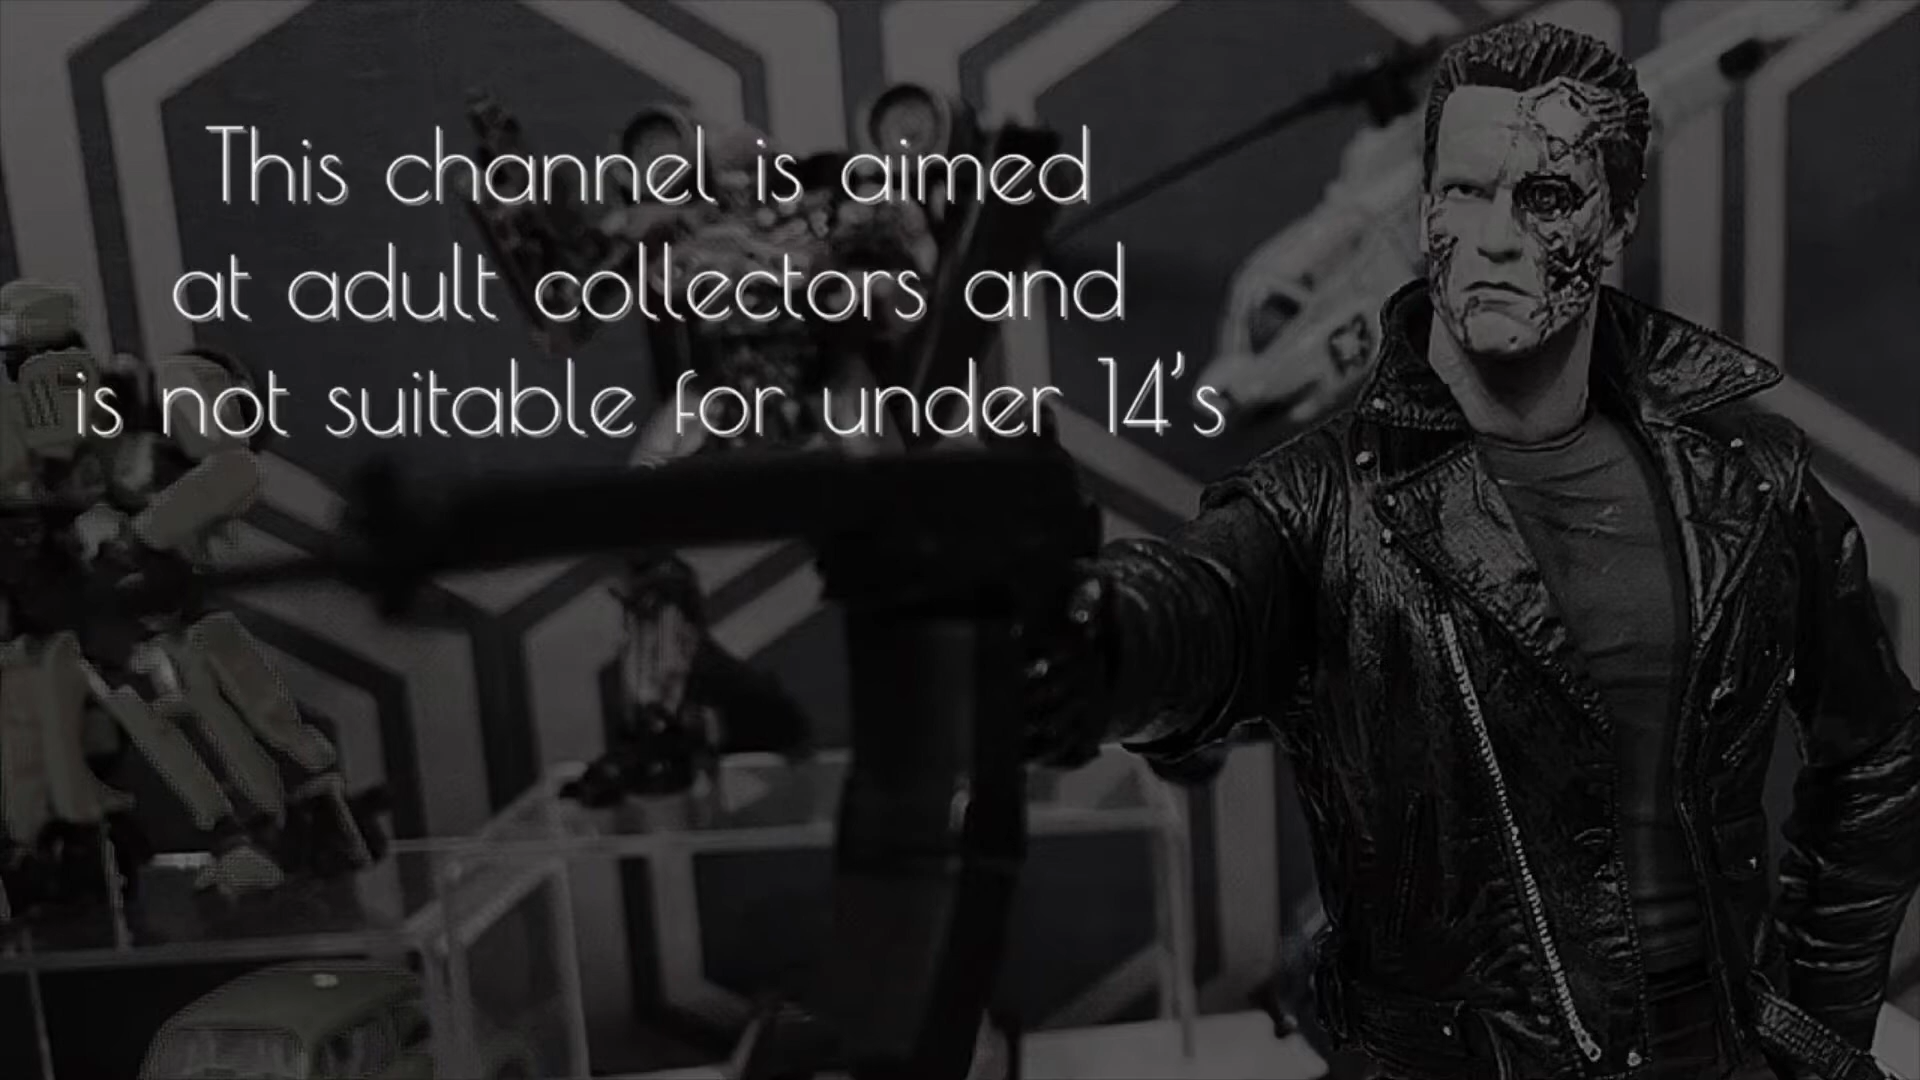 This channel is aimed
at adult collectors and
is not suitable for under 14's